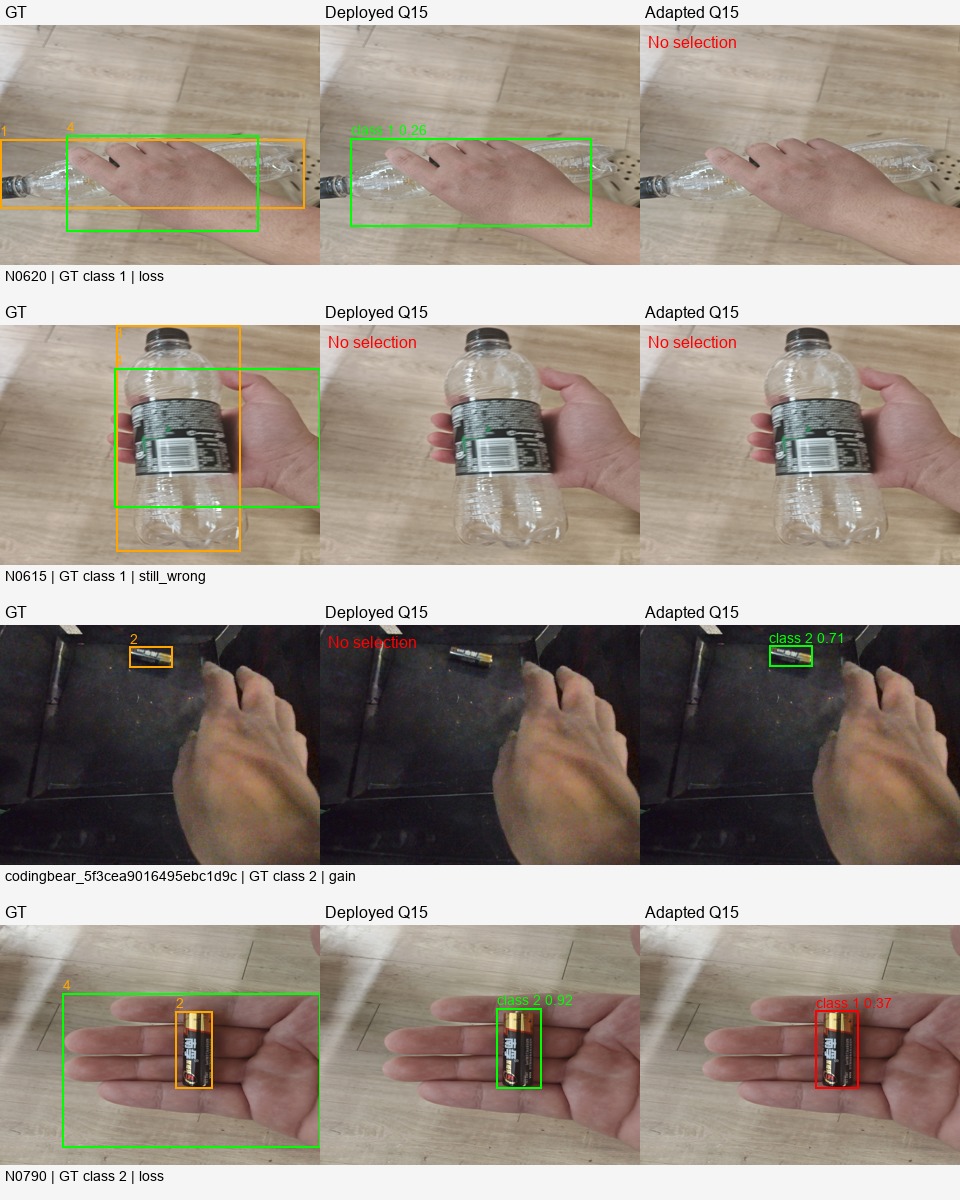 GT
Deployed Q15
Adapted Q15
No selection
1
4
class 1 0.26
N0620 | GT class 1 | loss
GT
Deployed Q15
Adapted Q15
No selection
No selection
N0615 | GT class 1 | still_wrong
GT
Deployed Q15
Adapted Q15
No selection
2
class 2 0.71
codingbear_5f3cea9016495ebc1d9c | GT class 2 | gain
GT
Deployed Q15
Adapted Q15
4
2
class 2 0.92
class 1 0.37
N0790 | GT class 2 | loss